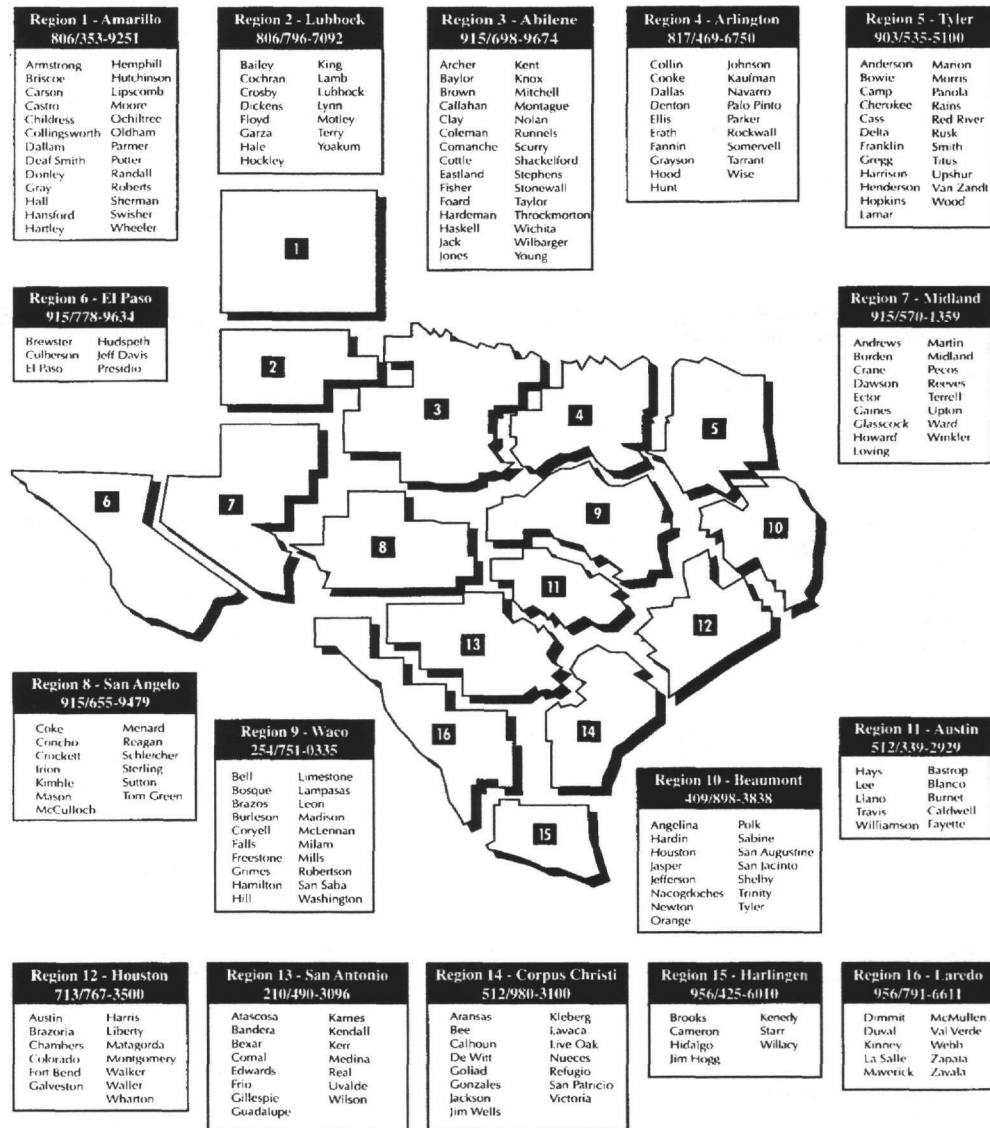 Region 1 - Amarillo
806/353-9251
Armstrong Hemphill
Briscoe Hutchinson
Carson Lipscomb
Castro Moore
Childress Ochiltree
Collingsworth Oldham
Dallam Parmer
Deaf Smith Potter
Donley Randall
Gray Roberts
Hall Sherman
Hansford Swisher
Hartley Wheeler
Region 2 - Lubbock
806/796-7092
Bailey King
Cochran Lamb
Crosby Lubbock
Dickens Lynn
Floyd Motley
Garza Terry
Hale Yoakum
Hockley
Region 3 - Abilene
915/698-9674
Archer Kent
Baylor Knox
Brown Mitchell
Callahan Montague
Clay Nolan
Coleman Runnels
Comanche Scurry
Cottle Shackelford
Eastland Stephens
Fisher Stonewall
Foard Taylor
Hardeman Throckmorton
Haskell Wichita
Jack Wilbarger
Jones Young
Region 4 - Arlington
817/469-6750
Collin Johnson
Cooke Kaufman
Dallas Navarro
Denton Palo Pinto
Ellis Parker
Erath Rockwall
Fannin Somervell
Grayson Tarrant
Hood Wise
Hunt
Region 5 - Tyler
903/535-5100
Anderson Marion
Bowie Morris
Camp Panola
Cherokee Rains
Cass Red River
Delta Rusk
Franklin Smith
Gregg Titus
Harrison Upshur
Henderson Van Zandt
Hopkins Wood
Lamar
Region 6 - El Paso
915/778-9634
Brewster Hudspeth
Culberson Jeff Davis
El Paso Presidio
Region 7 - Midland
915/570-1359
Andrews Martin
Borden Midland
Crane Pecos
Dawson Reeves
Ector Terrell
Gaines Upton
Glasscock Ward
Howard Winkler
Loving
1
2
3
4
5
6
7
8
9
10
11
12
13
14
16
15
Region 8 - San Angelo
915/655-9479
Coke Menard
Concho Reagan
Crockett Schleicher
Irion Sterling
Kimble Sutton
Mason Tom Green
McCulloch
Region 9 - Waco
254/751-0335
Bell Limestone
Bosque Lampasas
Brazos Leon
Burleson Madison
Coryell McLennan
Falls Milam
Freestone Mills
Grimes Robertson
Hamilton San Saba
Hill Washington
Region 10 - Beaumont
409/898-3838
Angelina Polk
Hardin Sabine
Houston San Augustine
Jasper San Jacinto
Jefferson Shelby
Nacogdoches Trinity
Newton Tyler
Orange
Region 11 - Austin
512/339-2929
Hays Bastrop
Lee Blanco
Llano Burnet
Travis Caldwell
Williamson Fayette
Region 12 - Houston
713/767-3500
Austin Harris
Brazoria Liberty
Chambers Matagorda
Colorado Montgomery
Fort Bend Walker
Galveston Waller
Wharton
Region 13 - San Antonio
210/490-3096
Atascosa Karnes
Bandera Kendall
Bexar Kerr
Comal Medina
Edwards Real
Frio Uvalde
Gillespie Wilson
Guadalupe
Region 14 - Corpus Christi
512/980-3100
Aransas Kleberg
Bee Lavaca
Calhoun Live Oak
De Witt Nueces
Goliad Refugio
Gonzales San Patricio
Jackson Victoria
Jim Wells
Region 15 - Harlingen
956/425-6010
Brooks Kenedy
Cameron Starr
Hidalgo Willacy
Jim Hogg
Region 16 - Laredo
956/791-6611
Dimmit McMullen
Duval Val Verde
Kinney Webb
La Salle Zapata
Maverick Zavala